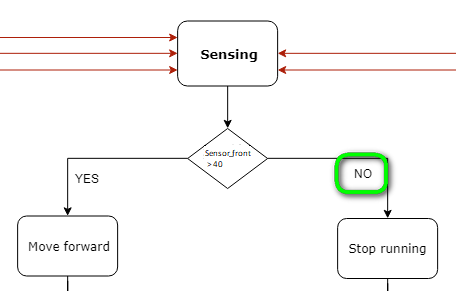 Sensing
Sensor_front
> 40
YES
NO
Move forward
Stop running